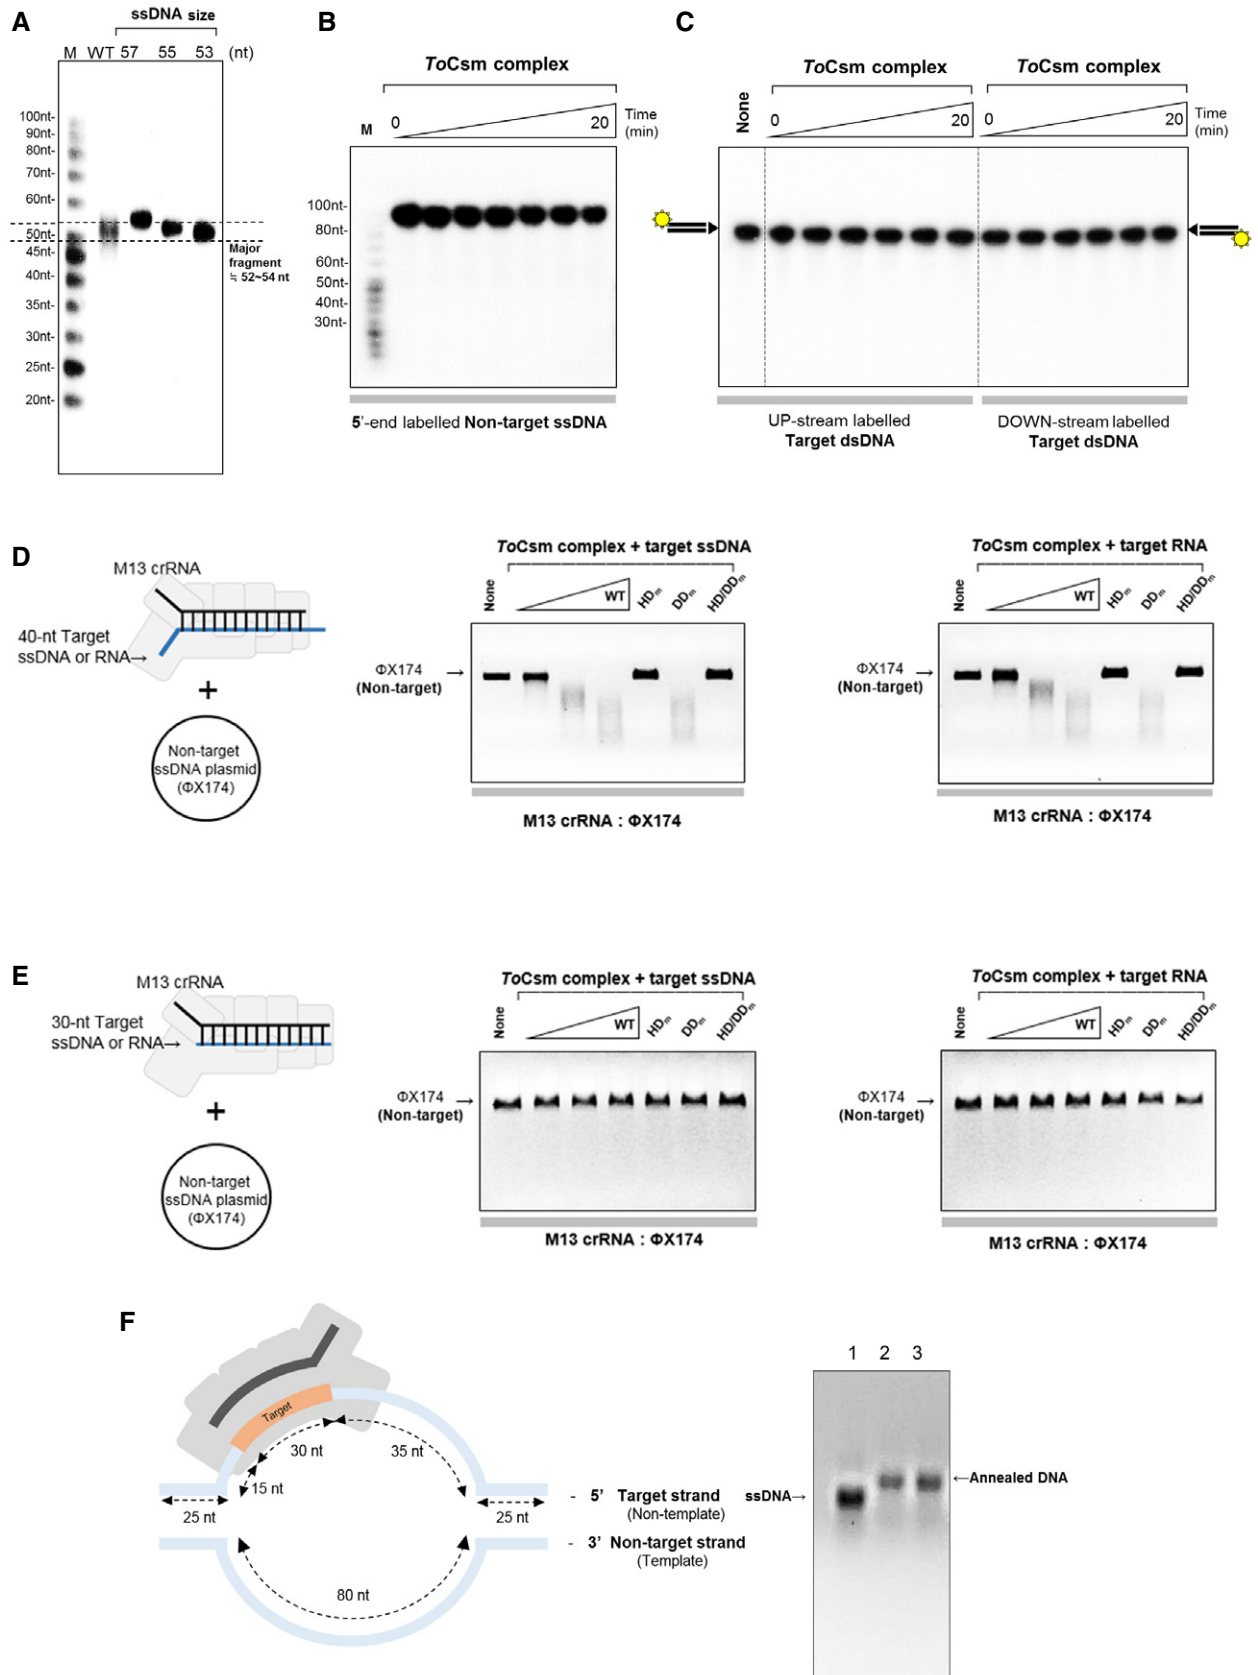 A
ssDNA size
M WT 57 55 53 (nt)
100nt-
90nt-
80nt-
70nt-
60nt-
50nt-
45nt-
40nt-
35nt-
30nt-
25nt-
20nt-
Major
fragment
≒ 52~54 nt
B
ToCsm complex
M 0 20 Time
(min)
100nt-
80nt-
60nt-
50nt-
40nt-
30nt-
5'-end labelled Non-target ssDNA
C
ToCsm complex ToCsm complex
None 0 20 0 20 Time
(min)
UP-stream labelled
Target dsDNA
DOWN-stream labelled
Target dsDNA
D
M13 crRNA
40-nt Target
ssDNA or RNA→
+
Non-target
ssDNA plasmid
(ΦX174)
ToCsm complex + target ssDNA
None WT HDm DDm HD/DDm
ΦX174 →
(Non-target)
M13 crRNA : ΦX174
ToCsm complex + target RNA
None WT HDm DDm HD/DDm
ΦX174 →
(Non-target)
M13 crRNA : ΦX174
E
M13 crRNA
30-nt Target
ssDNA or RNA→
+
Non-target
ssDNA plasmid
(ΦX174)
ToCsm complex + target ssDNA
None WT HDm DDm HD/DDm
ΦX174 →
(Non-target)
M13 crRNA : ΦX174
ToCsm complex + target RNA
None WT HDm DDm HD/DDm
ΦX174 →
(Non-target)
M13 crRNA : ΦX174
F
Target
30 nt 35 nt
15 nt
25 nt 25 nt
80 nt
- 5' Target strand
(Non-template)
- 3' Non-target strand
(Template)
1 2 3
ssDNA→
←Annealed DNA